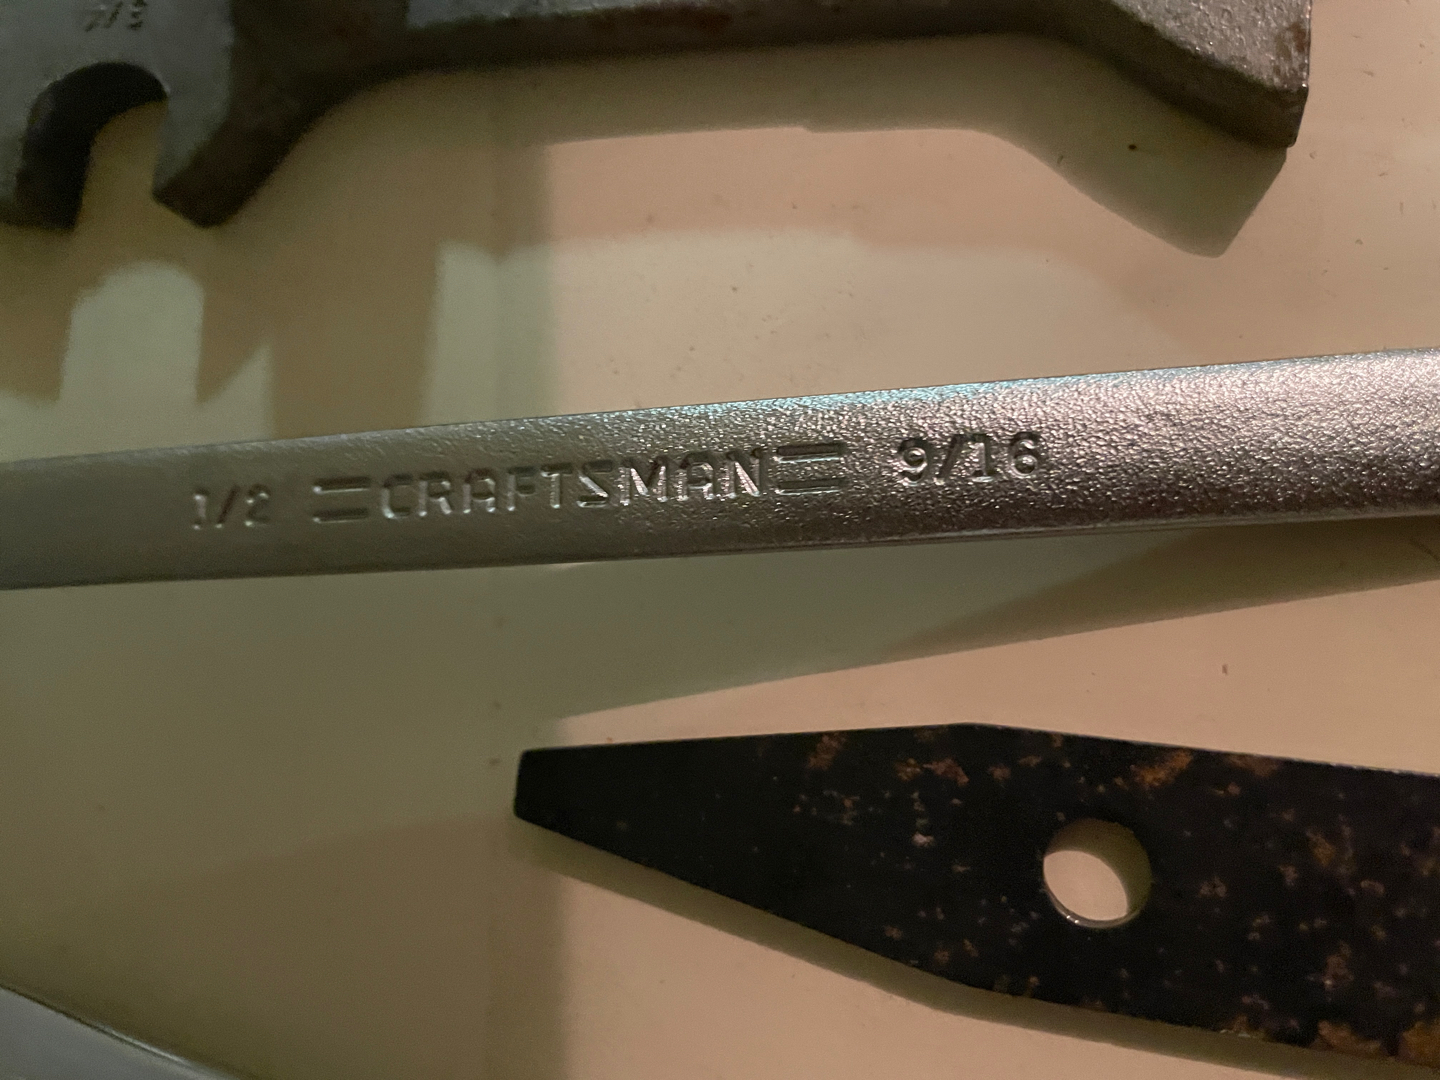 1/2 =CRAFTSMAN= 9/16